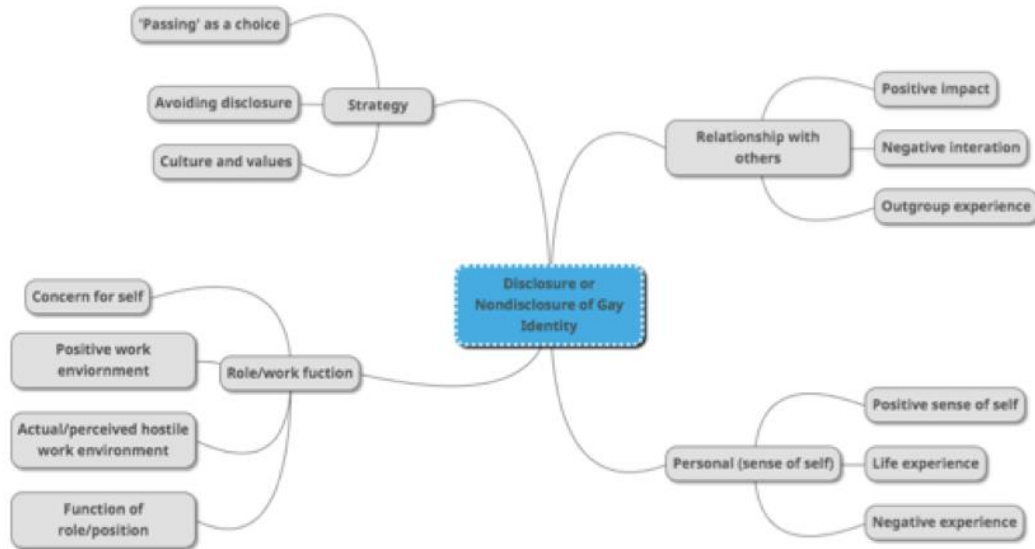 'Passing' as a choice
Avoiding disclosure
Strategy
Culture and values
Positive impact
Relationship with
others
Negative interation
Outgroup experience
Disclosure or
Nondisclosure of Gay
Identity
Concern for self
Positive work
enviornment
Role/work fuction
Actual/perceived hostile
work environment
Function of
role/position
Positive sense of self
Personal (sense of self)
Life experience
Negative experience